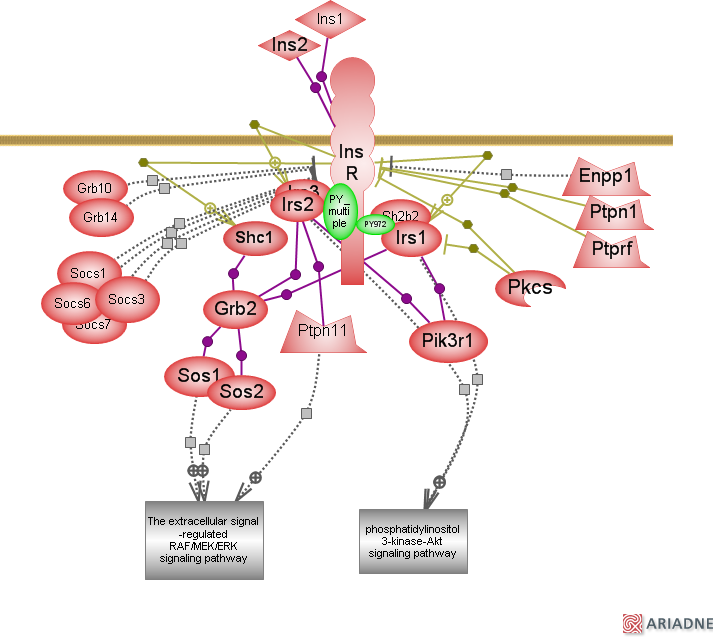 Ins1
Ins2
Ins
R
Enpp1
Grb10
Irs3
Irs2
PY_
multi
ple
Sh2b2
PY972
Ptpn1
Grb14
Shc1
Irs1
Ptprf
Socs1
Socs6
Socs3
Socs7
Pkcs
Grb2
Ptpn11
Pik3r1
Sos1
Sos2
The extracellular signal
-regulated
RAF/MEK/ERK
signaling pathway
phosphatidylinositol
3-kinase-Akt
signaling pathway
ARIADNE